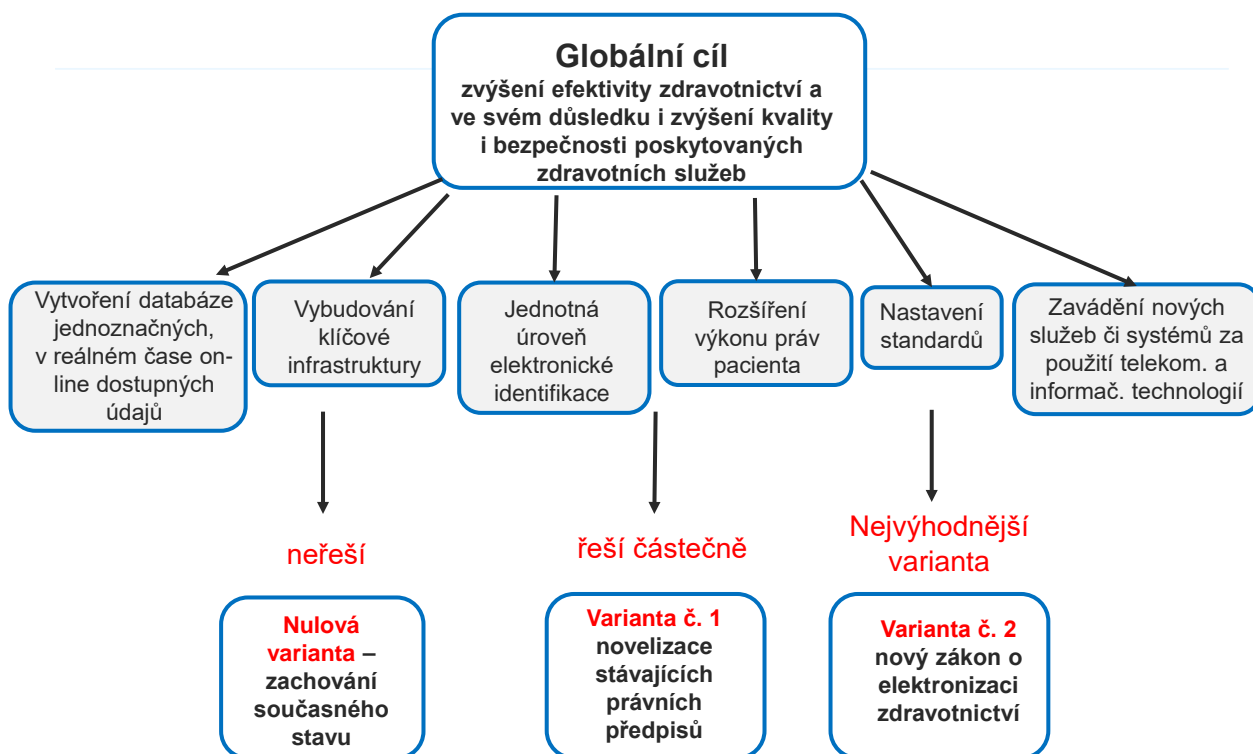 Globální cíl
zvýšení efektivity zdravotnictví a
ve svém důsledku i zvýšení kvality
i bezpečnosti poskytovaných
zdravotních služeb
Vytvoření databáze
jednoznačných,
v reálném čase on-
line dostupných
údajů
Vybudování
klíčové
infrastruktury
Jednotná
úroveň
elektronické
identifikace
Rozšíření
výkonu práv
pacienta
Nastavení
standardů
Zavádění nových
služeb či systémů za
použití telekom. a
informač. technologií
neřeší
řeší částečně
Nejvýhodnější
varianta
Nulová
varianta –
zachování
současného
stavu
Varianta č. 1
novelizace
stávajících
právních
předpisů
Varianta č. 2
nový zákon o
elektronizaci
zdravotnictví